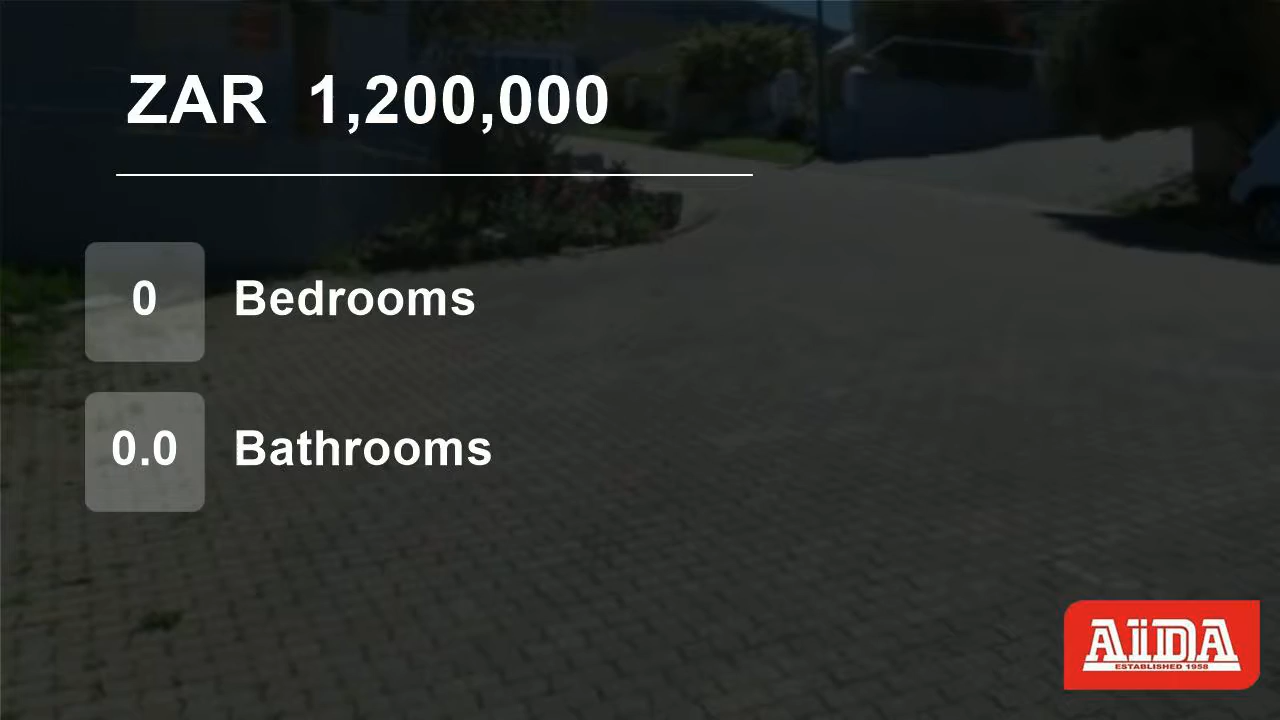 ZAR 1,200,000
0 Bedrooms
0.0 Bathrooms
AIDA
ESTABLISHED 1958